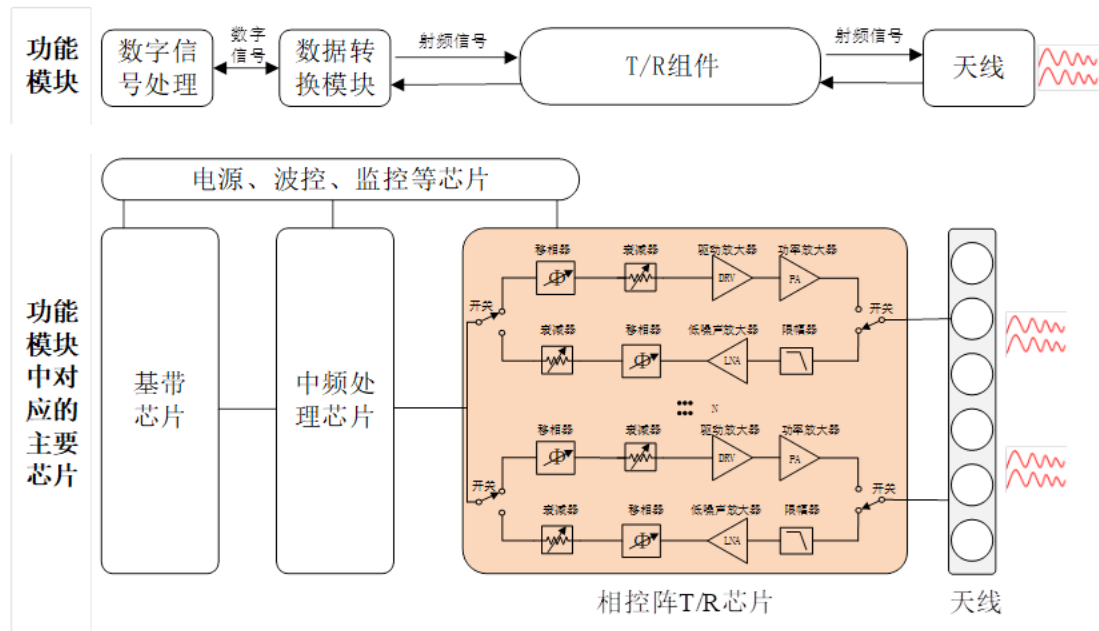 功能
模块
数字信
号处理
数字
信号
数据转
换模块
射频信号
T/R组件
射频信号
天线
功能
模块
中对
应的
主要
芯片
电源、波控、监控等芯片
基带
芯片
中频处
理芯片
移相器
衰减器
驱动放大器
功率放大器
Φ
DRV
PA
开关
开关
衰减器
移相器
低噪声放大器
限幅器
Φ
LNA
N
移相器
衰减器
驱动放大器
功率放大器
Φ
DRV
PA
开关
开关
衰减器
移相器
低噪声放大器
限幅器
Φ
LNA
相控阵T/R芯片
天线